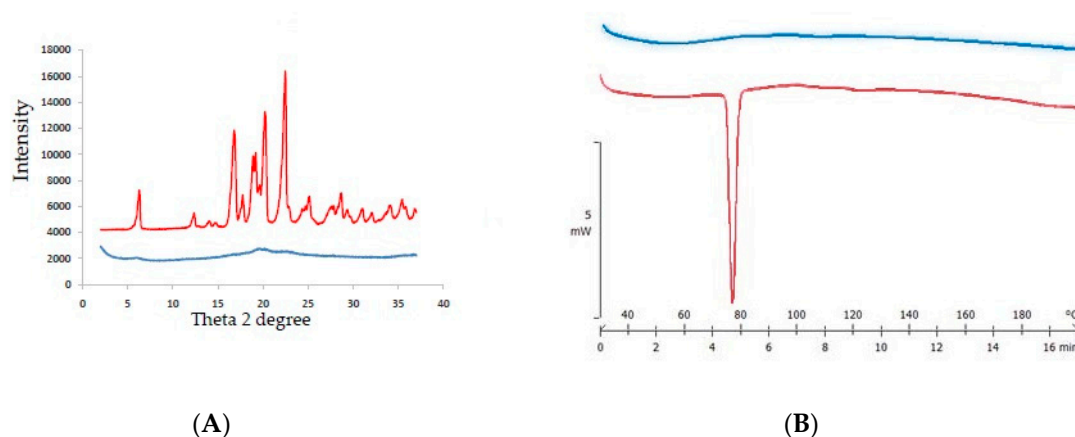 18000
16000
14000
12000
10000
8000
6000
4000
2000
0
Intensity
0 5 10 15 20 25 30 35 40
Theta 2 degree
(A)
5
mW
40 60 80 100 120 140 160 180 ºC
0 2 4 6 8 10 12 14 16 min
(B)